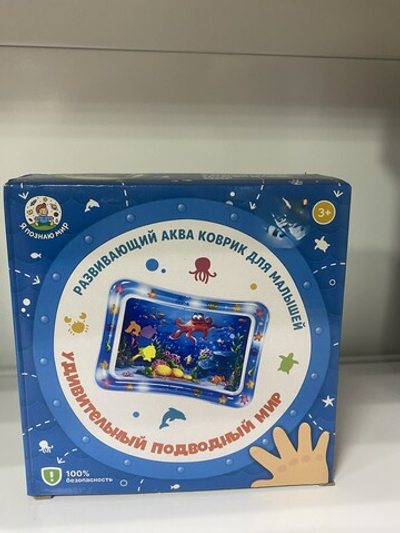 Я ПОЗНАЮ МИР
3+
РАЗВИВАЮЩИЙ АКВА КОВРИК ДЛЯ МАЛЫШЕЙ
УДИВИТЕЛЬНЫЙ ПОДВОДНЫЙ МИР
100%
безопасность